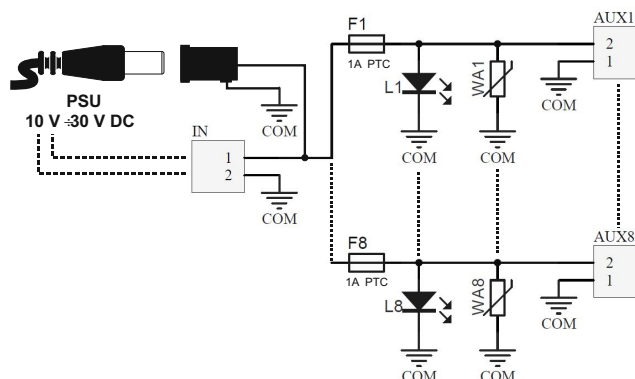 AUX1
F1
2
1A PTC
1
L1
WA1
COM
PSU
10 V ÷30 V DC
COM
IN
COM
COM
1
2
COM
AUX8
F8
2
1A PTC
1
L8
WA8
COM
COM
COM